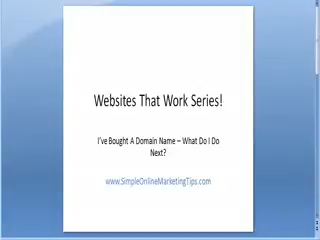 Websites That Work Series!
I've Bought A Domain Name – What Do I Do
Next?
www.SimpleOnlineMarketingTips.com